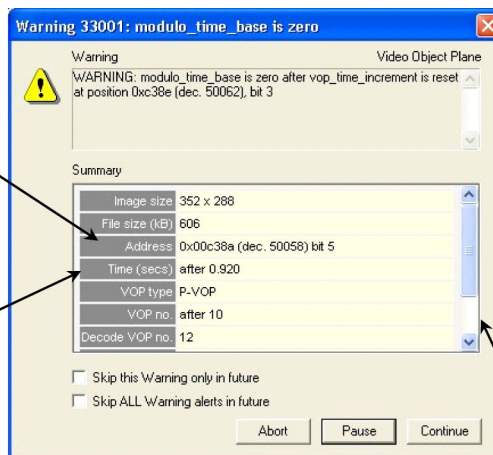 Warning 33001: modulo_time_base is zero
Warning Video Object Plane
WARNING: modulo_time_base is zero after vop_time_increment is reset
at position 0xc38e (dec. 50062), bit 3
Summary
Image size 352 x 288
File size (kB) 606
Address 0x00c38a (dec. 50058) bit 5
Time (secs) after 0.920
VOP type P-VOP
VOP no. after 10
Decode VOP no. 12
Skip this Warning only in future
Skip ALL Warning alerts in future
Abort Pause Continue